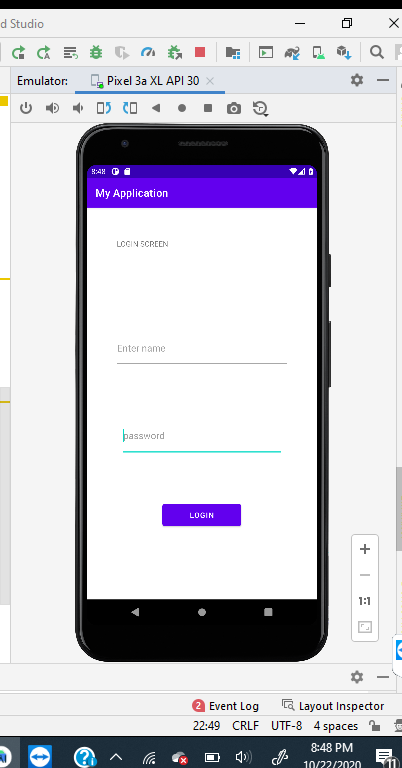 d Studio
Emulator: Pixel 3a XL API 30
8:48
My Application
LOGIN SCREEN
Enter name
password
LOGIN
1:1
2 Event Log Layout Inspector
22:49 CRLF UTF-8 4 spaces
8:48 PM
10/22/2020
11